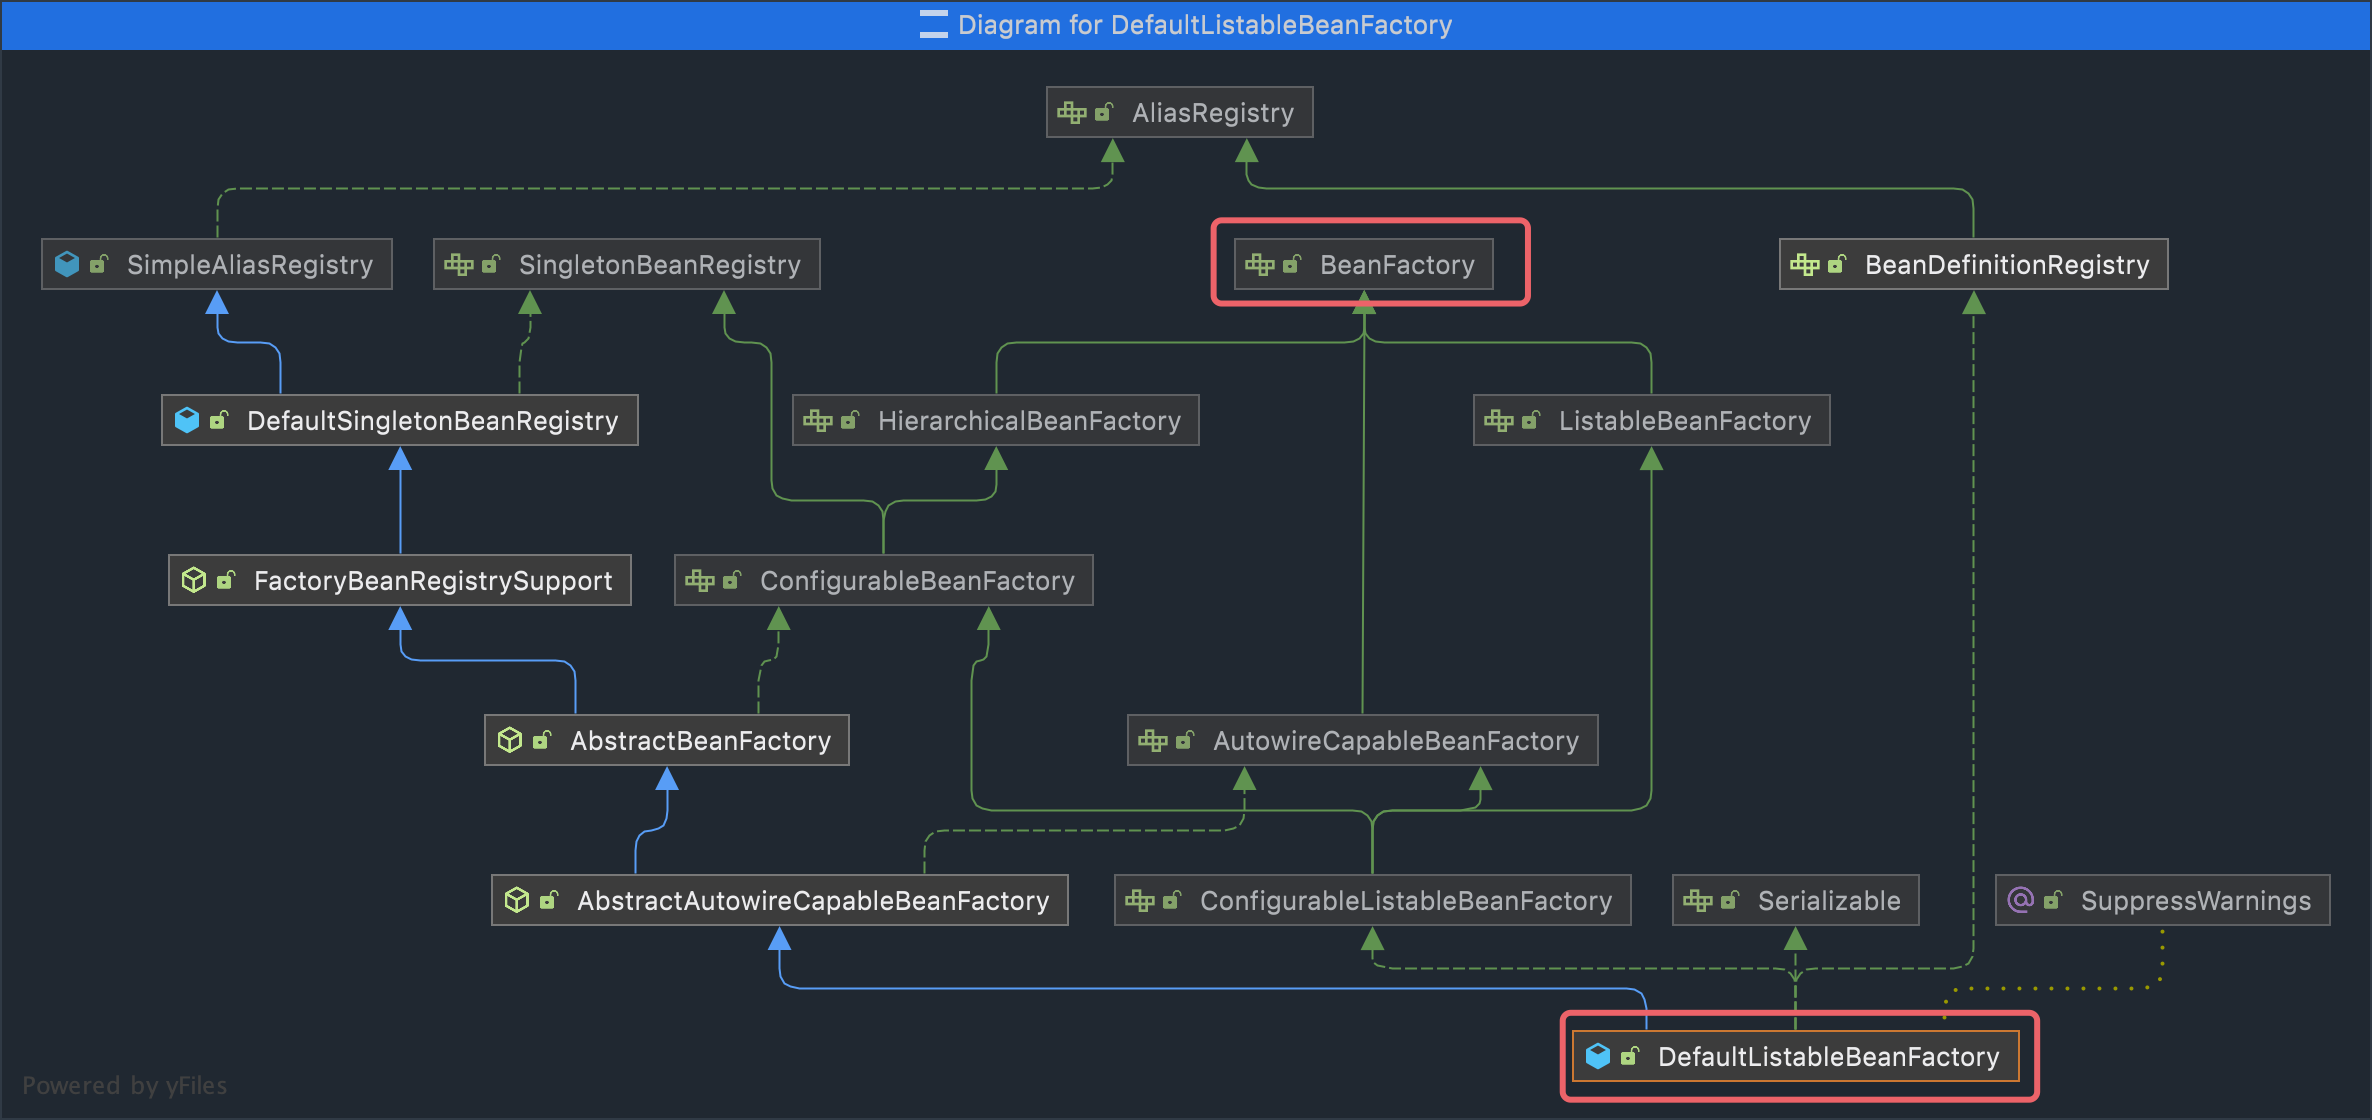 Diagram for DefaultListableBeanFactory
AliasRegistry
SimpleAliasRegistry
SingletonBeanRegistry
BeanFactory
BeanDefinitionRegistry
DefaultSingletonBeanRegistry
HierarchicalBeanFactory
ListableBeanFactory
FactoryBeanRegistrySupport
ConfigurableBeanFactory
AbstractBeanFactory
AutowireCapableBeanFactory
AbstractAutowireCapableBeanFactory
ConfigurableListableBeanFactory
Serializable
SuppressWarnings
DefaultListableBeanFactory
Powered by yFiles